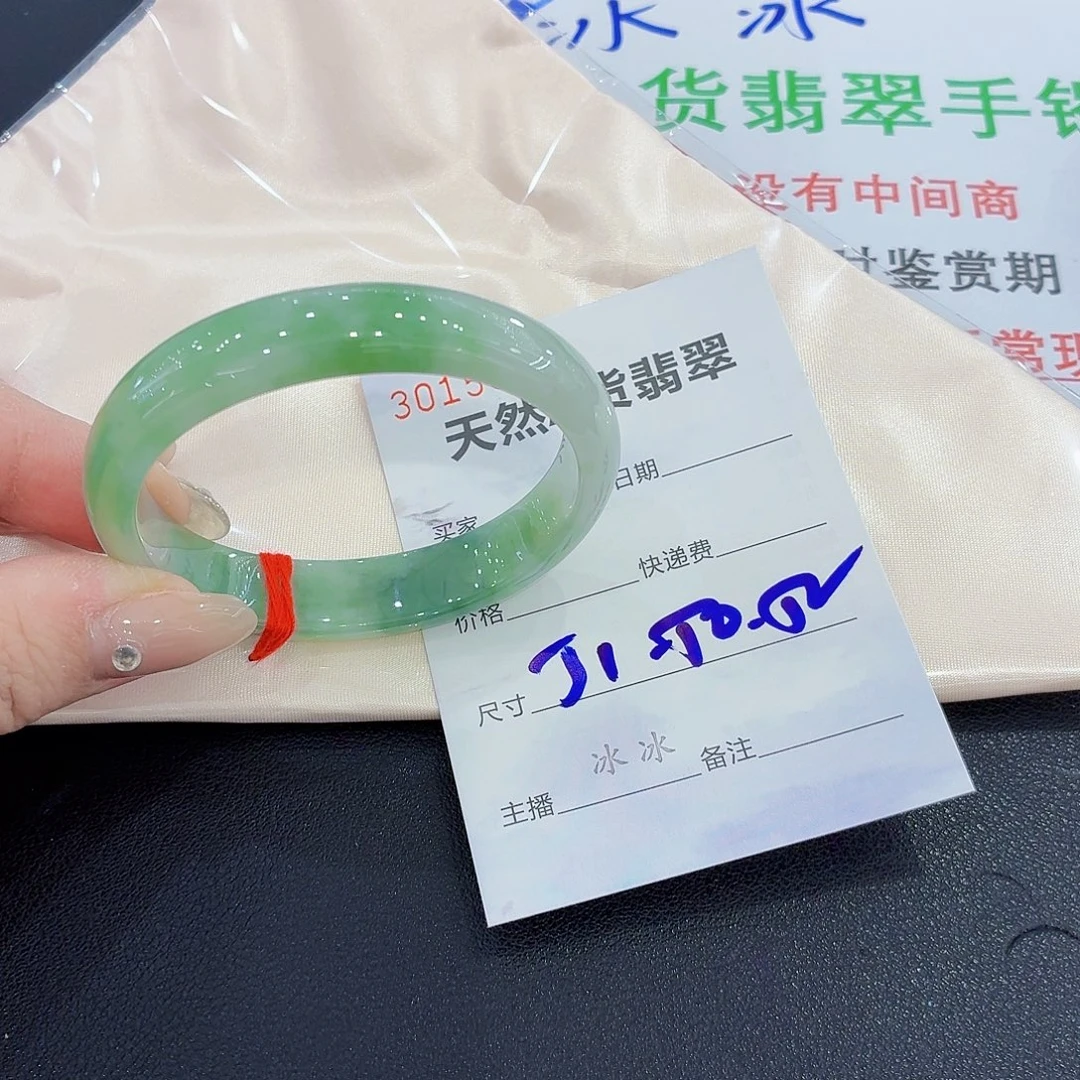 冰 冰
货翡翠手
没有中间商
鉴赏期
常
3015
天然 货翡翠
日期
买家
价格 快递费
尺寸
冰冰 备注
主播